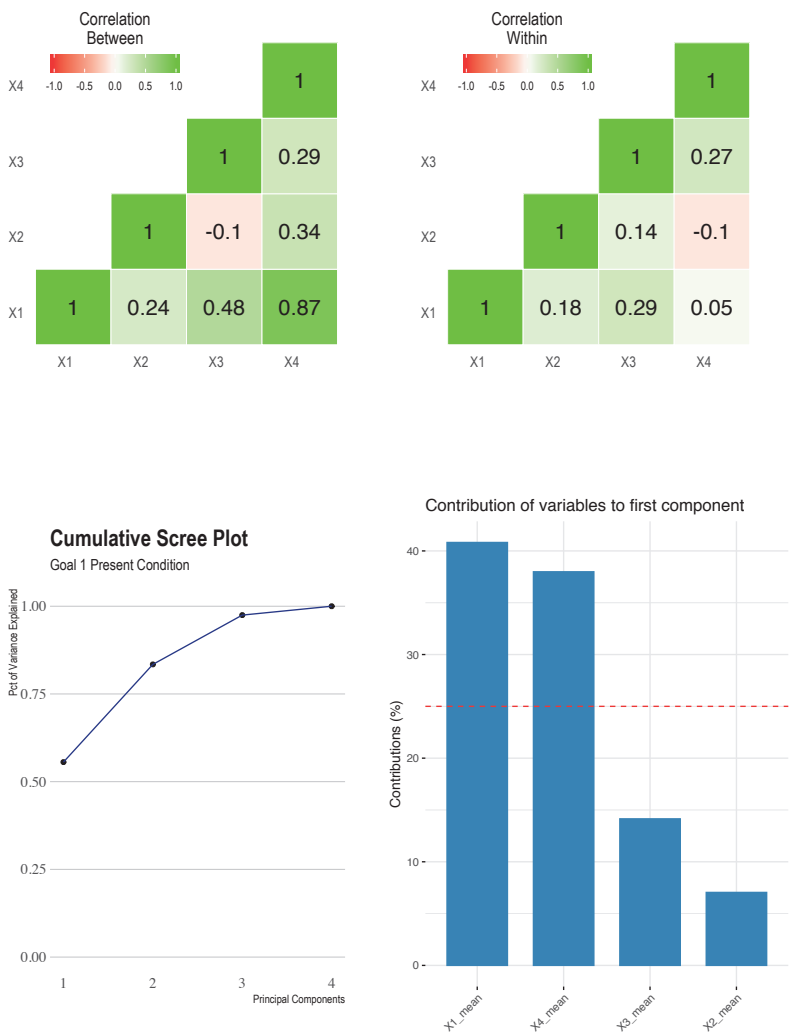 Correlation
Between
-1.0 -0.5 0.0 0.5 1.0
X4
1
X3
1 0.29
X2
1 -0.1 0.34
X1
1 0.24 0.48 0.87
X1 X2 X3 X4
Correlation
Within
-1.0 -0.5 0.0 0.5 1.0
X4
1
X3
1 0.27
X2
1 0.14 -0.1
X1
1 0.18 0.29 0.05
X1 X2 X3 X4
Cumulative Scree Plot
Goal 1 Present Condition
Pct of Variance Explained
1.00
0.75
0.50
0.25
0.00
1 2 3 4
Principal Components
Contribution of variables to first component
Contributions (%)
40
30
20
10
0
X1_mean
X4_mean
X3_mean
X2_mean